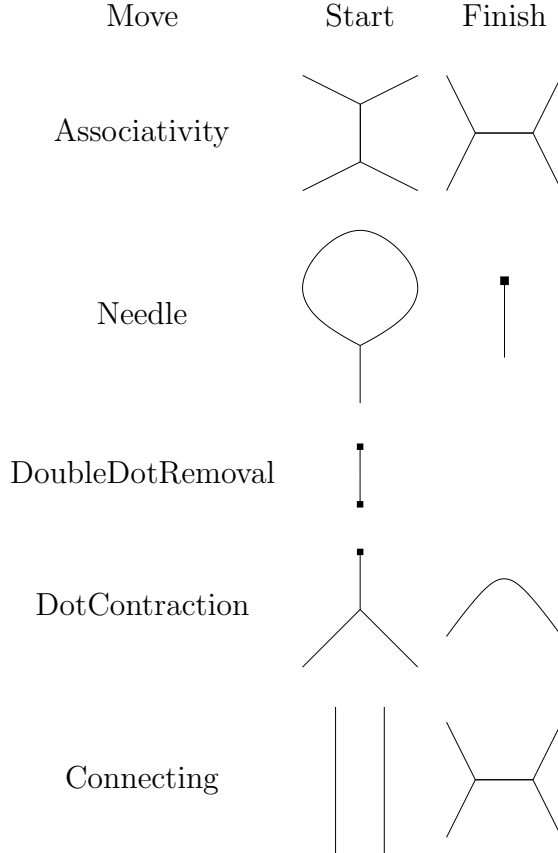 Move Start Finish
Associativity
Needle
DoubleDotRemoval
DotContraction
Connecting